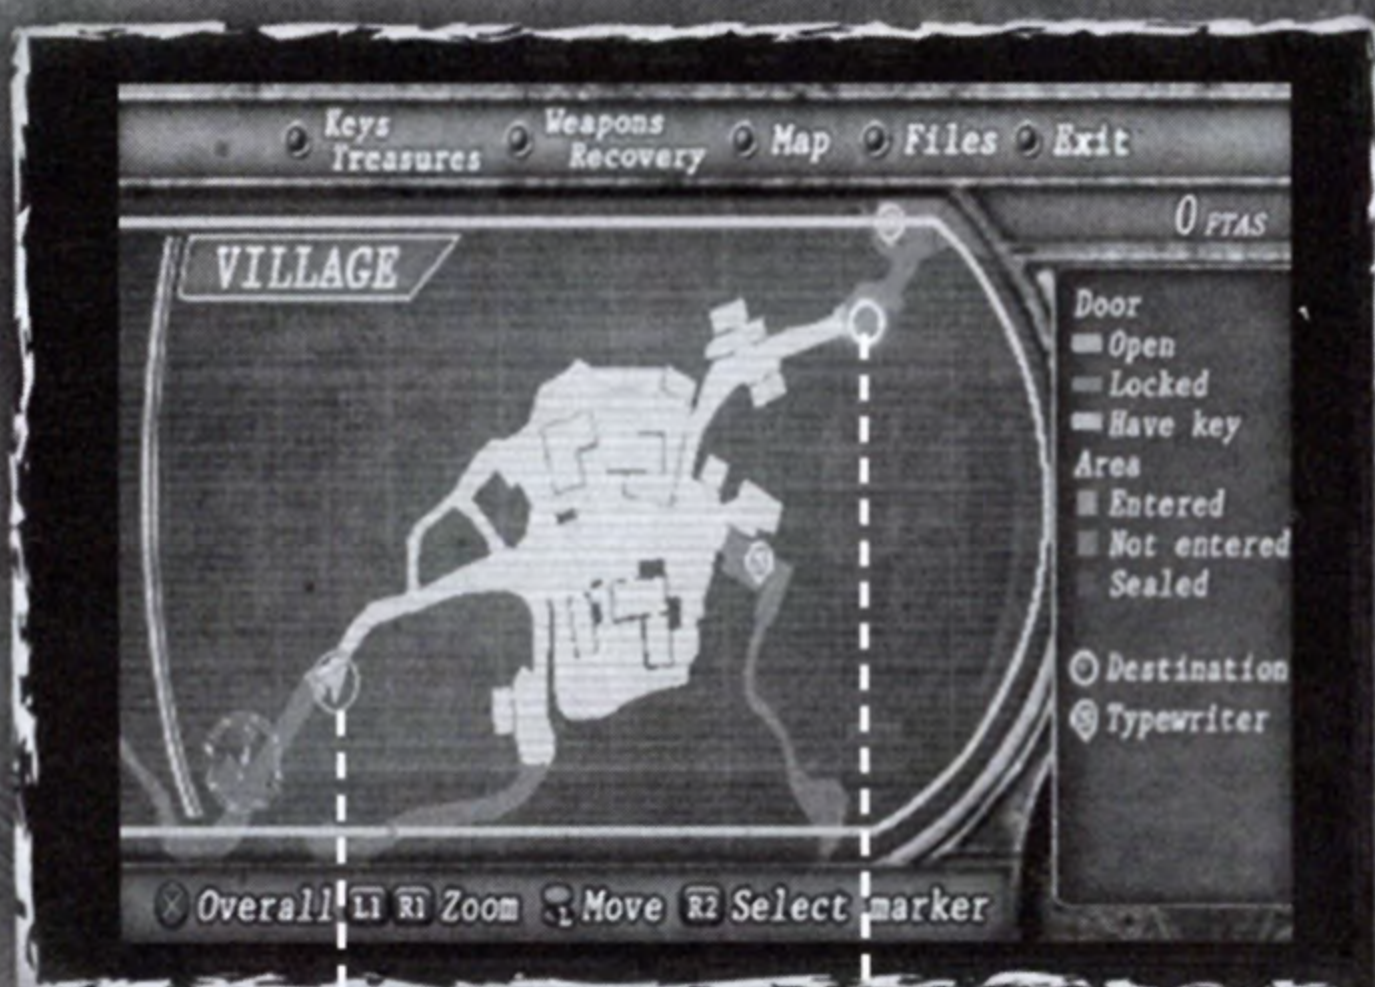 Keys
Treasures
Weapons
Recovery
Map
Files
Exit
0 PTAS
VILLAGE
Door
Open
Locked
Have key
Area
Entered
Not entered
Sealed
Destination
Typewriter
Overall
L1 R1 Zoom
L Move
R2 Select marker